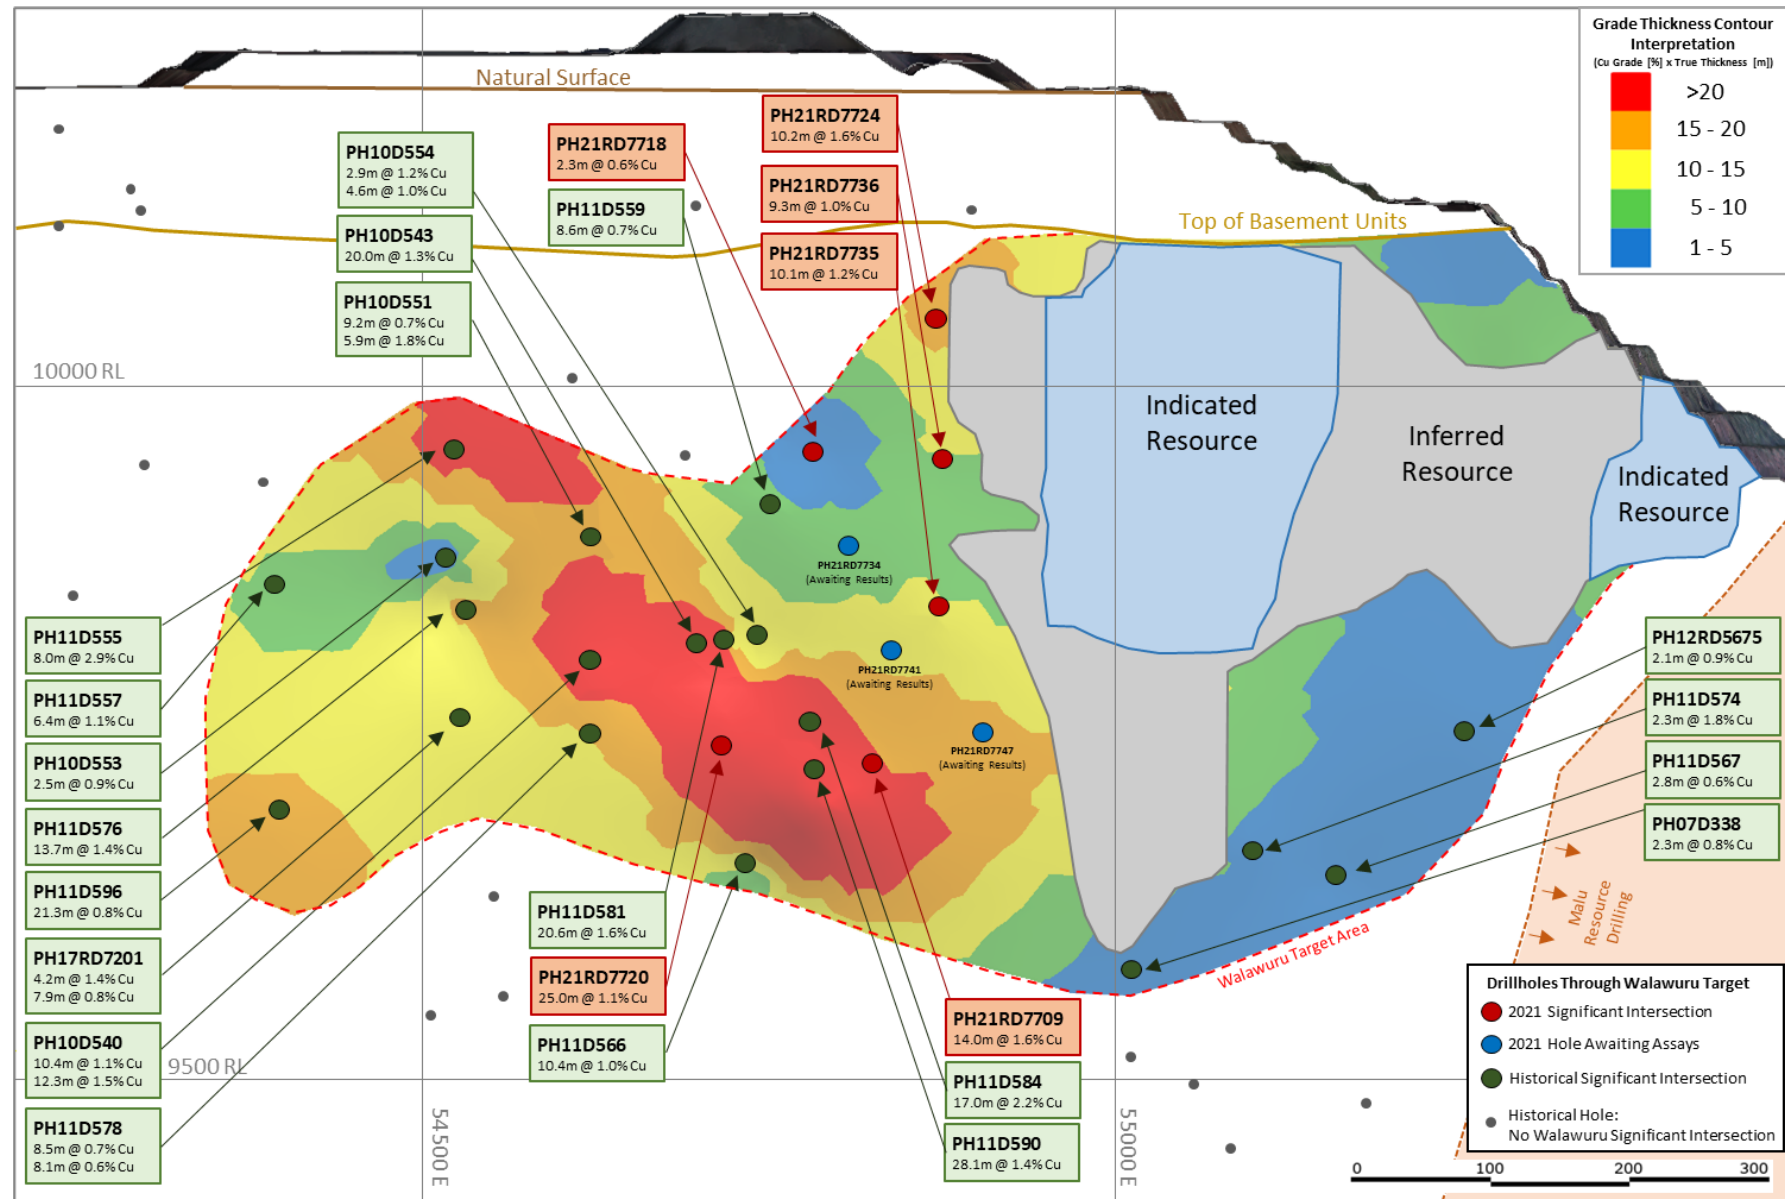 Grade Thickness Contour
Interpretation
(Cu Grade [%] x True Thickness [m])
>20
15 - 20
10 - 15
5 - 10
1 - 5
Natural Surface
Top of Basement Units
10000 RL
9500 RL
54500 E
55000 E
PH10D554
2.9m @ 1.2% Cu
4.6m @ 1.0% Cu
PH10D543
20.0m @ 1.3% Cu
PH10D551
9.2m @ 0.7% Cu
5.9m @ 1.8% Cu
PH21RD7718
2.3m @ 0.6% Cu
PH11D559
8.6m @ 0.7% Cu
PH21RD7724
10.2m @ 1.6% Cu
PH21RD7736
9.3m @ 1.0% Cu
PH21RD7735
10.1m @ 1.2% Cu
Indicated
Resource
Inferred
Resource
Indicated
Resource
PH21RD7734
(Awaiting Results)
PH21RD7741
(Awaiting Results)
PH21RD7747
(Awaiting Results)
PH11D555
8.0m @ 2.9% Cu
PH11D557
6.4m @ 1.1% Cu
PH10D553
2.5m @ 0.9% Cu
PH11D576
13.7m @ 1.4% Cu
PH11D596
21.3m @ 0.8% Cu
PH17RD7201
4.2m @ 1.4% Cu
7.9m @ 0.8% Cu
PH10D540
10.4m @ 1.1% Cu
12.3m @ 1.5% Cu
PH11D578
8.5m @ 0.7% Cu
8.1m @ 0.6% Cu
PH11D581
20.6m @ 1.6% Cu
PH21RD7720
25.0m @ 1.1% Cu
PH11D566
10.4m @ 1.0% Cu
PH21RD7709
14.0m @ 1.6% Cu
PH11D584
17.0m @ 2.2% Cu
PH11D590
28.1m @ 1.4% Cu
PH12RD5675
2.1m @ 0.9% Cu
PH11D574
2.3m @ 1.8% Cu
PH11D567
2.8m @ 0.6% Cu
PH07D338
2.3m @ 0.8% Cu
Walawuru Target Area
Malu
Resource
Drilling
Drillholes Through Walawuru Target
2021 Significant Intersection
2021 Hole Awaiting Assays
Historical Significant Intersection
Historical Hole:
No Walawuru Significant Intersection
0 100 200 300